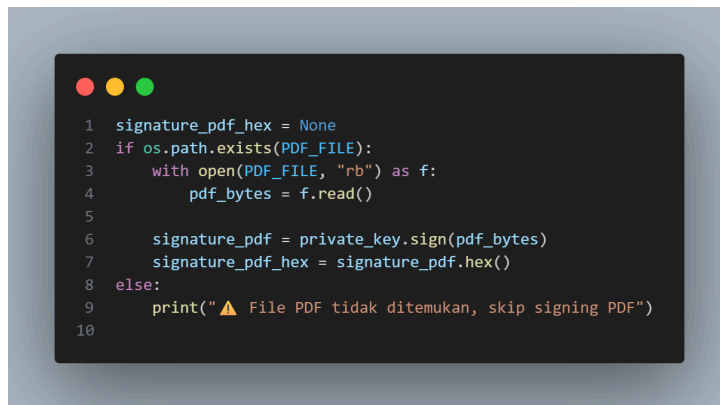 1 signature_pdf_hex = None
2 if os.path.exists(PDF_FILE):
3     with open(PDF_FILE, "rb") as f:
4         pdf_bytes = f.read()
5
6     signature_pdf = private_key.sign(pdf_bytes)
7     signature_pdf_hex = signature_pdf.hex()
8 else:
9     print("⚠️ File PDF tidak ditemukan, skip signing PDF")
10